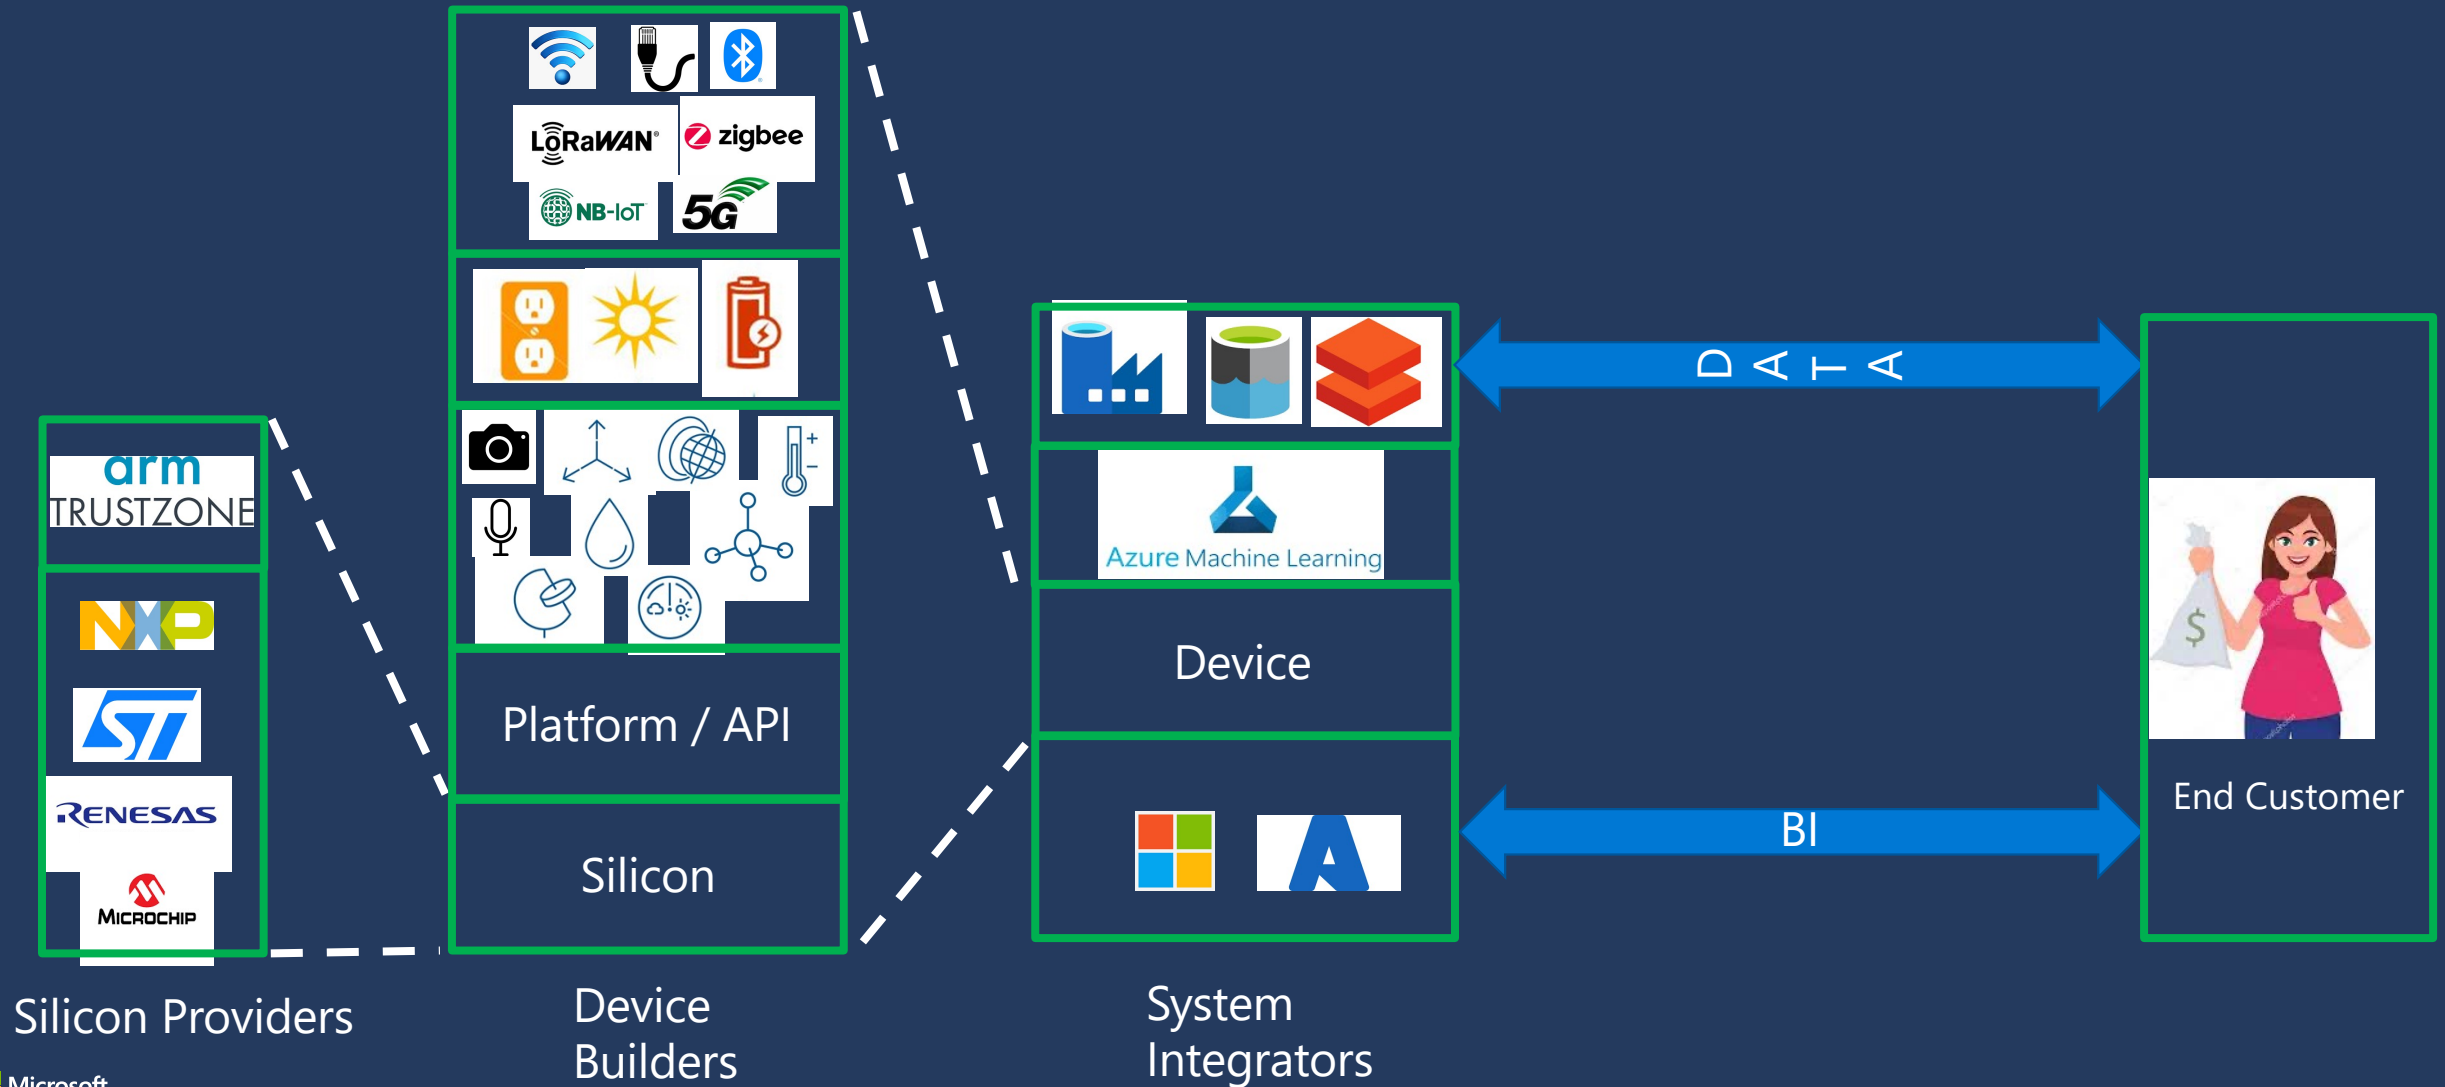 arm
TRUSTZONE
NXP
ST
RENESAS
MICROCHIP
Silicon Providers
LoRaWAN®
zigbee
NB-IoT
5G
+
-
Platform / API
Silicon
Device
Builders
Azure Machine Learning
Device
System
Integrators
DATA
BI
$
End Customer
Microsoft